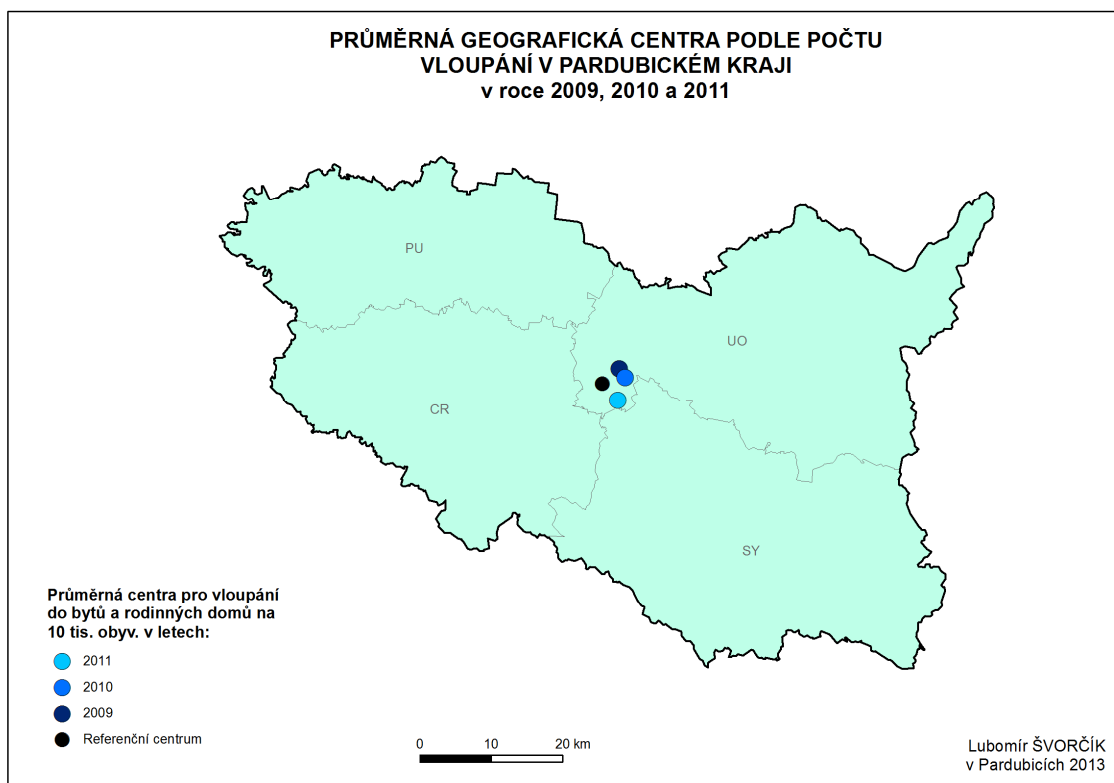 PRŮMĚRNÁ GEOGRAFICKÁ CENTRA PODLE POČTU
VLOUPÁNÍ V PARDUBICKÉM KRAJI
v roce 2009, 2010 a 2011
PU
UO
CR
SY
Průměrná centra pro vloupání
do bytů a rodinných domů na
10 tis. obyv. v letech:
2011
2010
2009
Referenční centrum
0 10 20 km
Lubomír ŠVORČÍK
v Pardubicích 2013